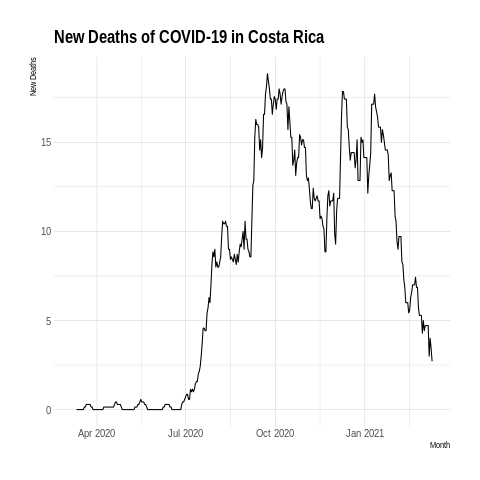 New Deaths of COVID-19 in Costa Rica
New Deaths
15
10
5
0
Apr 2020 Jul 2020 Oct 2020 Jan 2021
Month